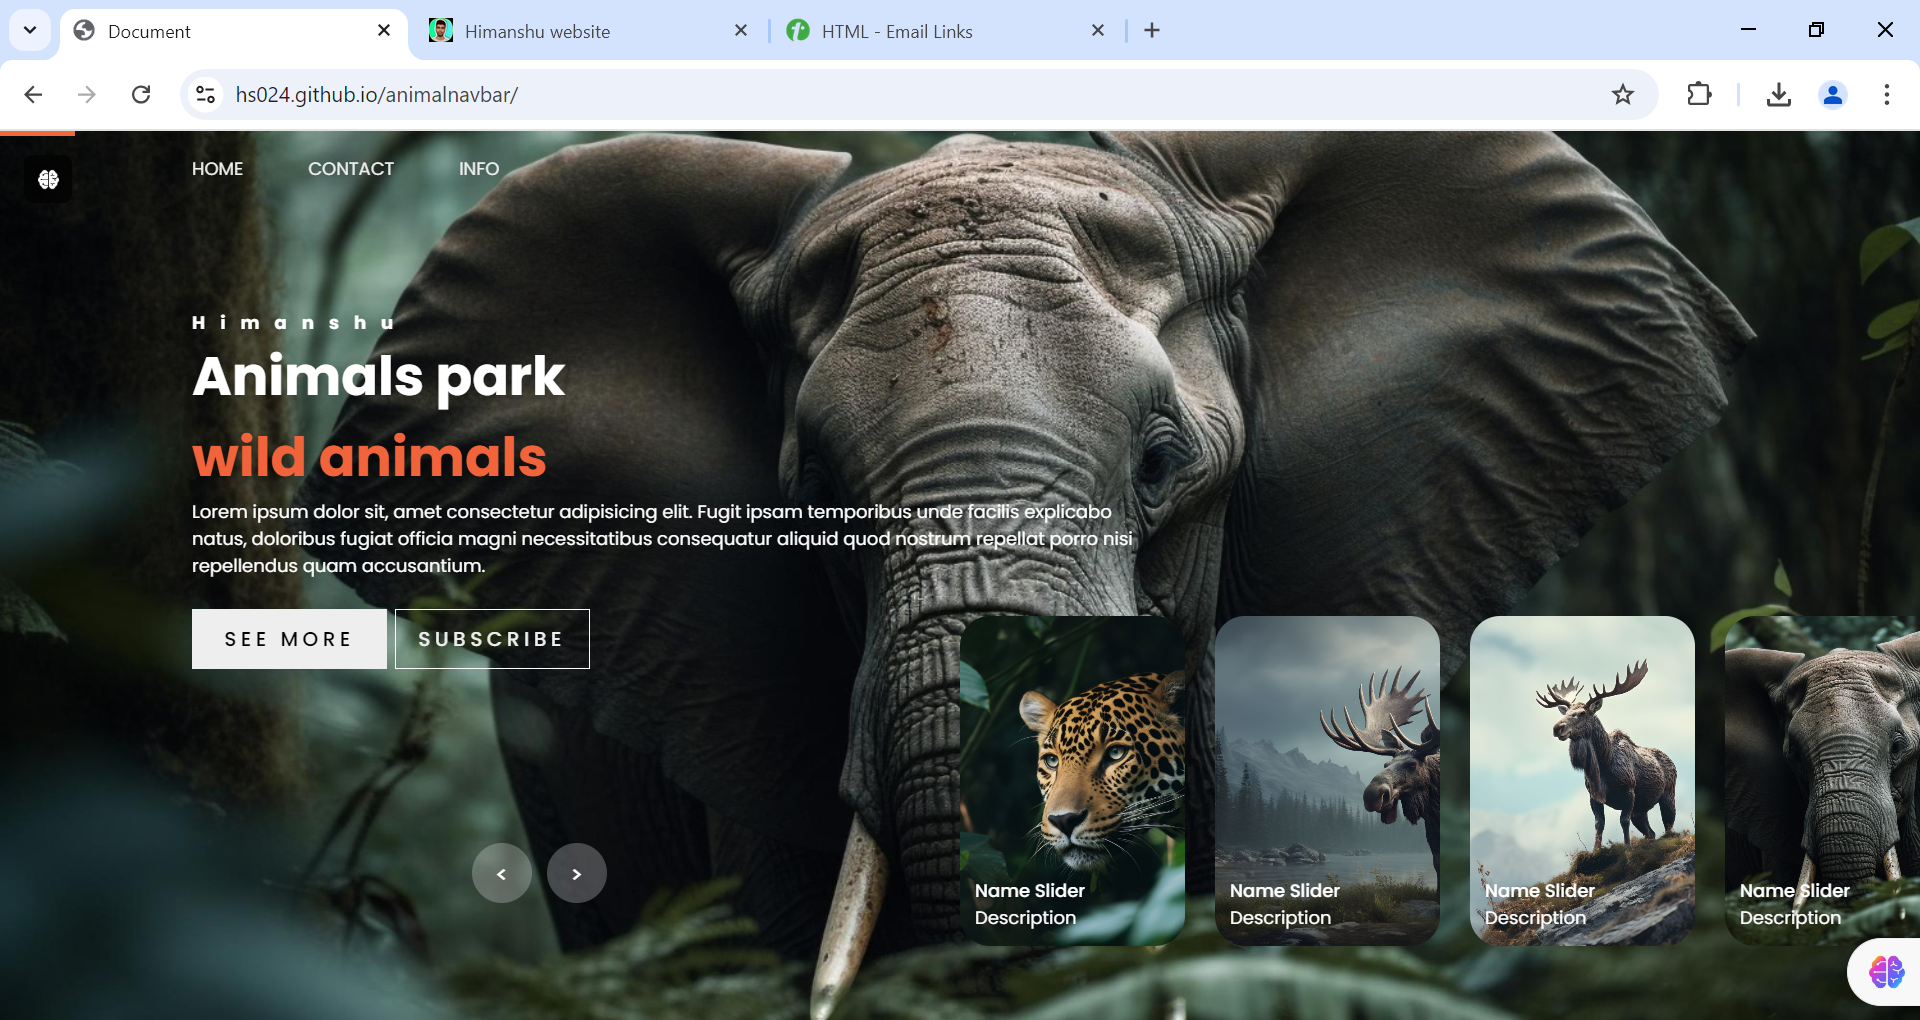 Document
Himanshu website
HTML - Email Links
hs024.github.io/animalnavbar/
HOME CONTACT INFO
Himanshu
Animals park
wild animals
Lorem ipsum dolor sit, amet consectetur adipisicing elit. Fugit ipsam temporibus unde facilis explicabo
natus, doloribus fugiat officia magni necessitatibus consequatur aliquid quod nostrum repellat porro nisi
repellendus quam accusantium.
SEE MORE
SUBSCRIBE
< >
Name Slider
Description
Name Slider
Description
Name Slider
Description
Name Slider
Description